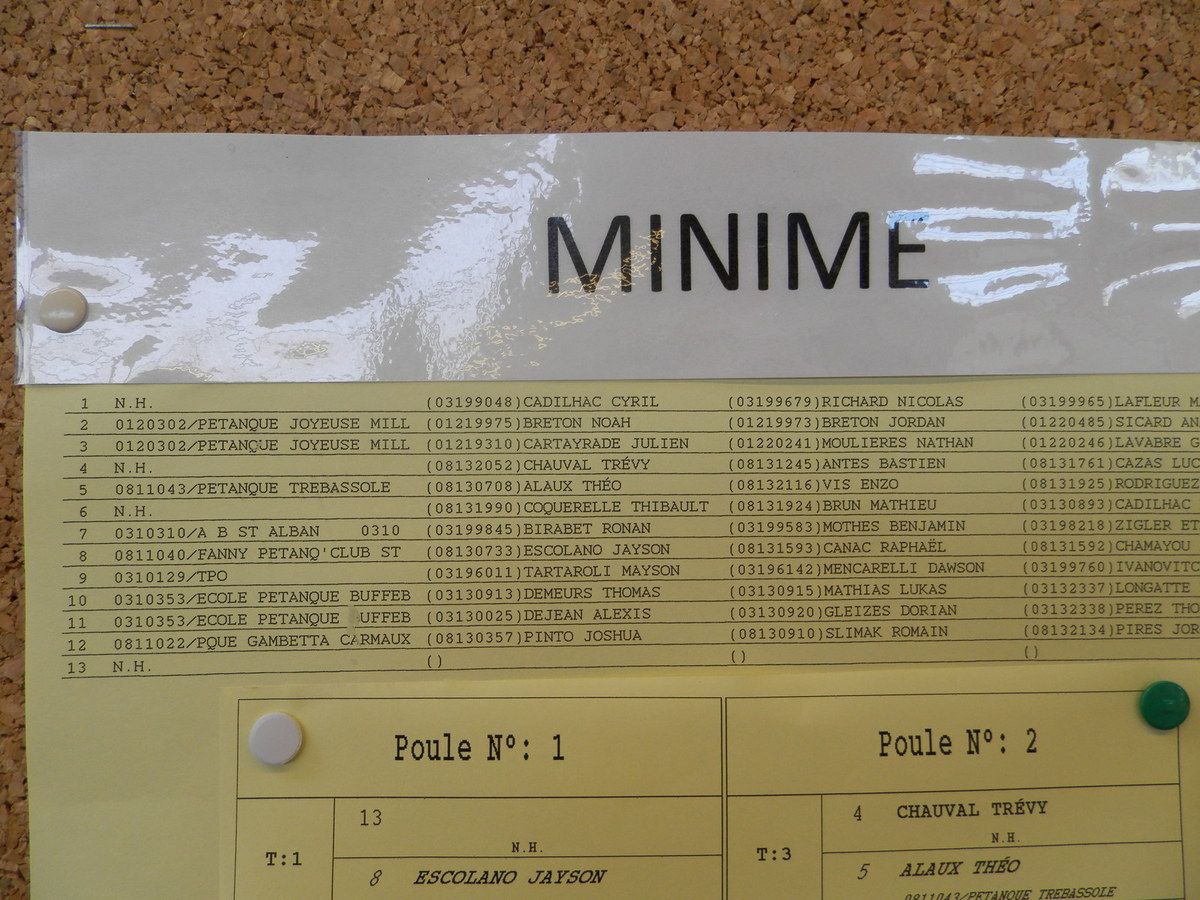 MINIME
1 N.H. (03199048)CADILHAC CYRIL (03199679)RICHARD NICOLAS (03199965)LAFLEUR M
2 0120302/PETANQUE JOYEUSE MILL (01219975)BRETON NOAH (01219973)BRETON JORDAN (01220485)SICARD AN
3 0120302/PETANQUE JOYEUSE MILL (01219310)CARTAYRADE JULIEN (01220241)MOULIERES NATHAN (01220246)LAVABRE G
4 N.H. (08132052)CHAUVAL TRÉVY (08131245)ANTES BASTIEN (08131761)CAZAS LUC
5 0811043/PETANQUE TREBASSOLE (08130708)ALAUX THÉO (08132116)VIS ENZO (08131925)RODRIGUEZ
6 N.H. (08131990)COQUERELLE THIBAULT (08131924)BRUN MATHIEU (03130893)CADILHAC
7 0310310/A B ST ALBAN 0310 (03199845)BIRABET RONAN (03199583)MOTHES BENJAMIN (03198218)ZIGLER ET
8 0811040/FANNY PETANQ'CLUB ST (08130733)ESCOLANO JAYSON (08131593)CANAC RAPHAËL (08131592)CHAMAYOU
9 0310129/TPO (03196011)TARTAROLI MAYSON (03196142)MENCARELLI DAWSON (03199760)IVANOVITC
10 0310353/ECOLE PETANQUE BUFFEB (03130913)DEMEURS THOMAS (03130915)MATHIAS LUKAS (03132337)LONGATTE
11 0310353/ECOLE PETANQUE BUFFEB (03130025)DEJEAN ALEXIS (03130920)GLEIZES DORIAN (03132338)PEREZ THO
12 0811022/PQUE GAMBETTA CARMAUX (08130357)PINTO JOSHUA (08130910)SLIMAK ROMAIN (08132134)PIRES JOR
13 N.H. () () ()
Poule Nº: 1
T:1
13
N.H.
8 ESCOLANO JAYSON
Poule Nº: 2
T:3
4 CHAUVAL TRÉVY
N.H.
5 ALAUX THÉO
0811043/PETANQUE TREBASSOLE